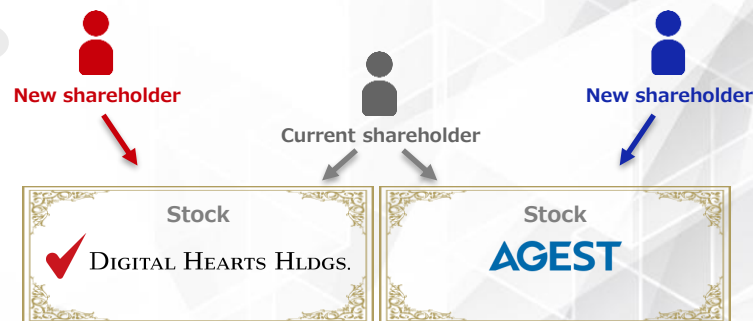 New shareholder
New shareholder
Current shareholder
Stock
Stock
DIGITAL HEARTS HLDGS.
AGEST